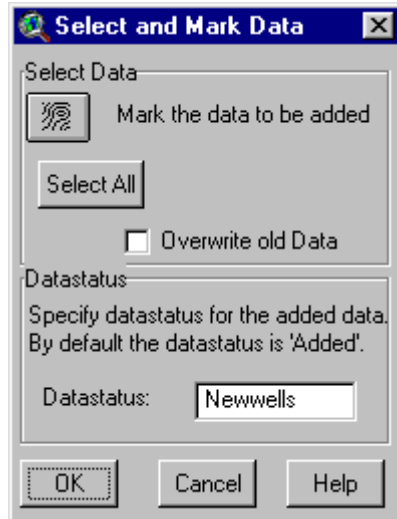 Select and Mark Data
Select Data
Mark the data to be added
Select All
Overwrite old Data
Datastatus
Specify datastatus for the added data.
By default the datastatus is 'Added'.
Datastatus: Newwells
OK Cancel Help